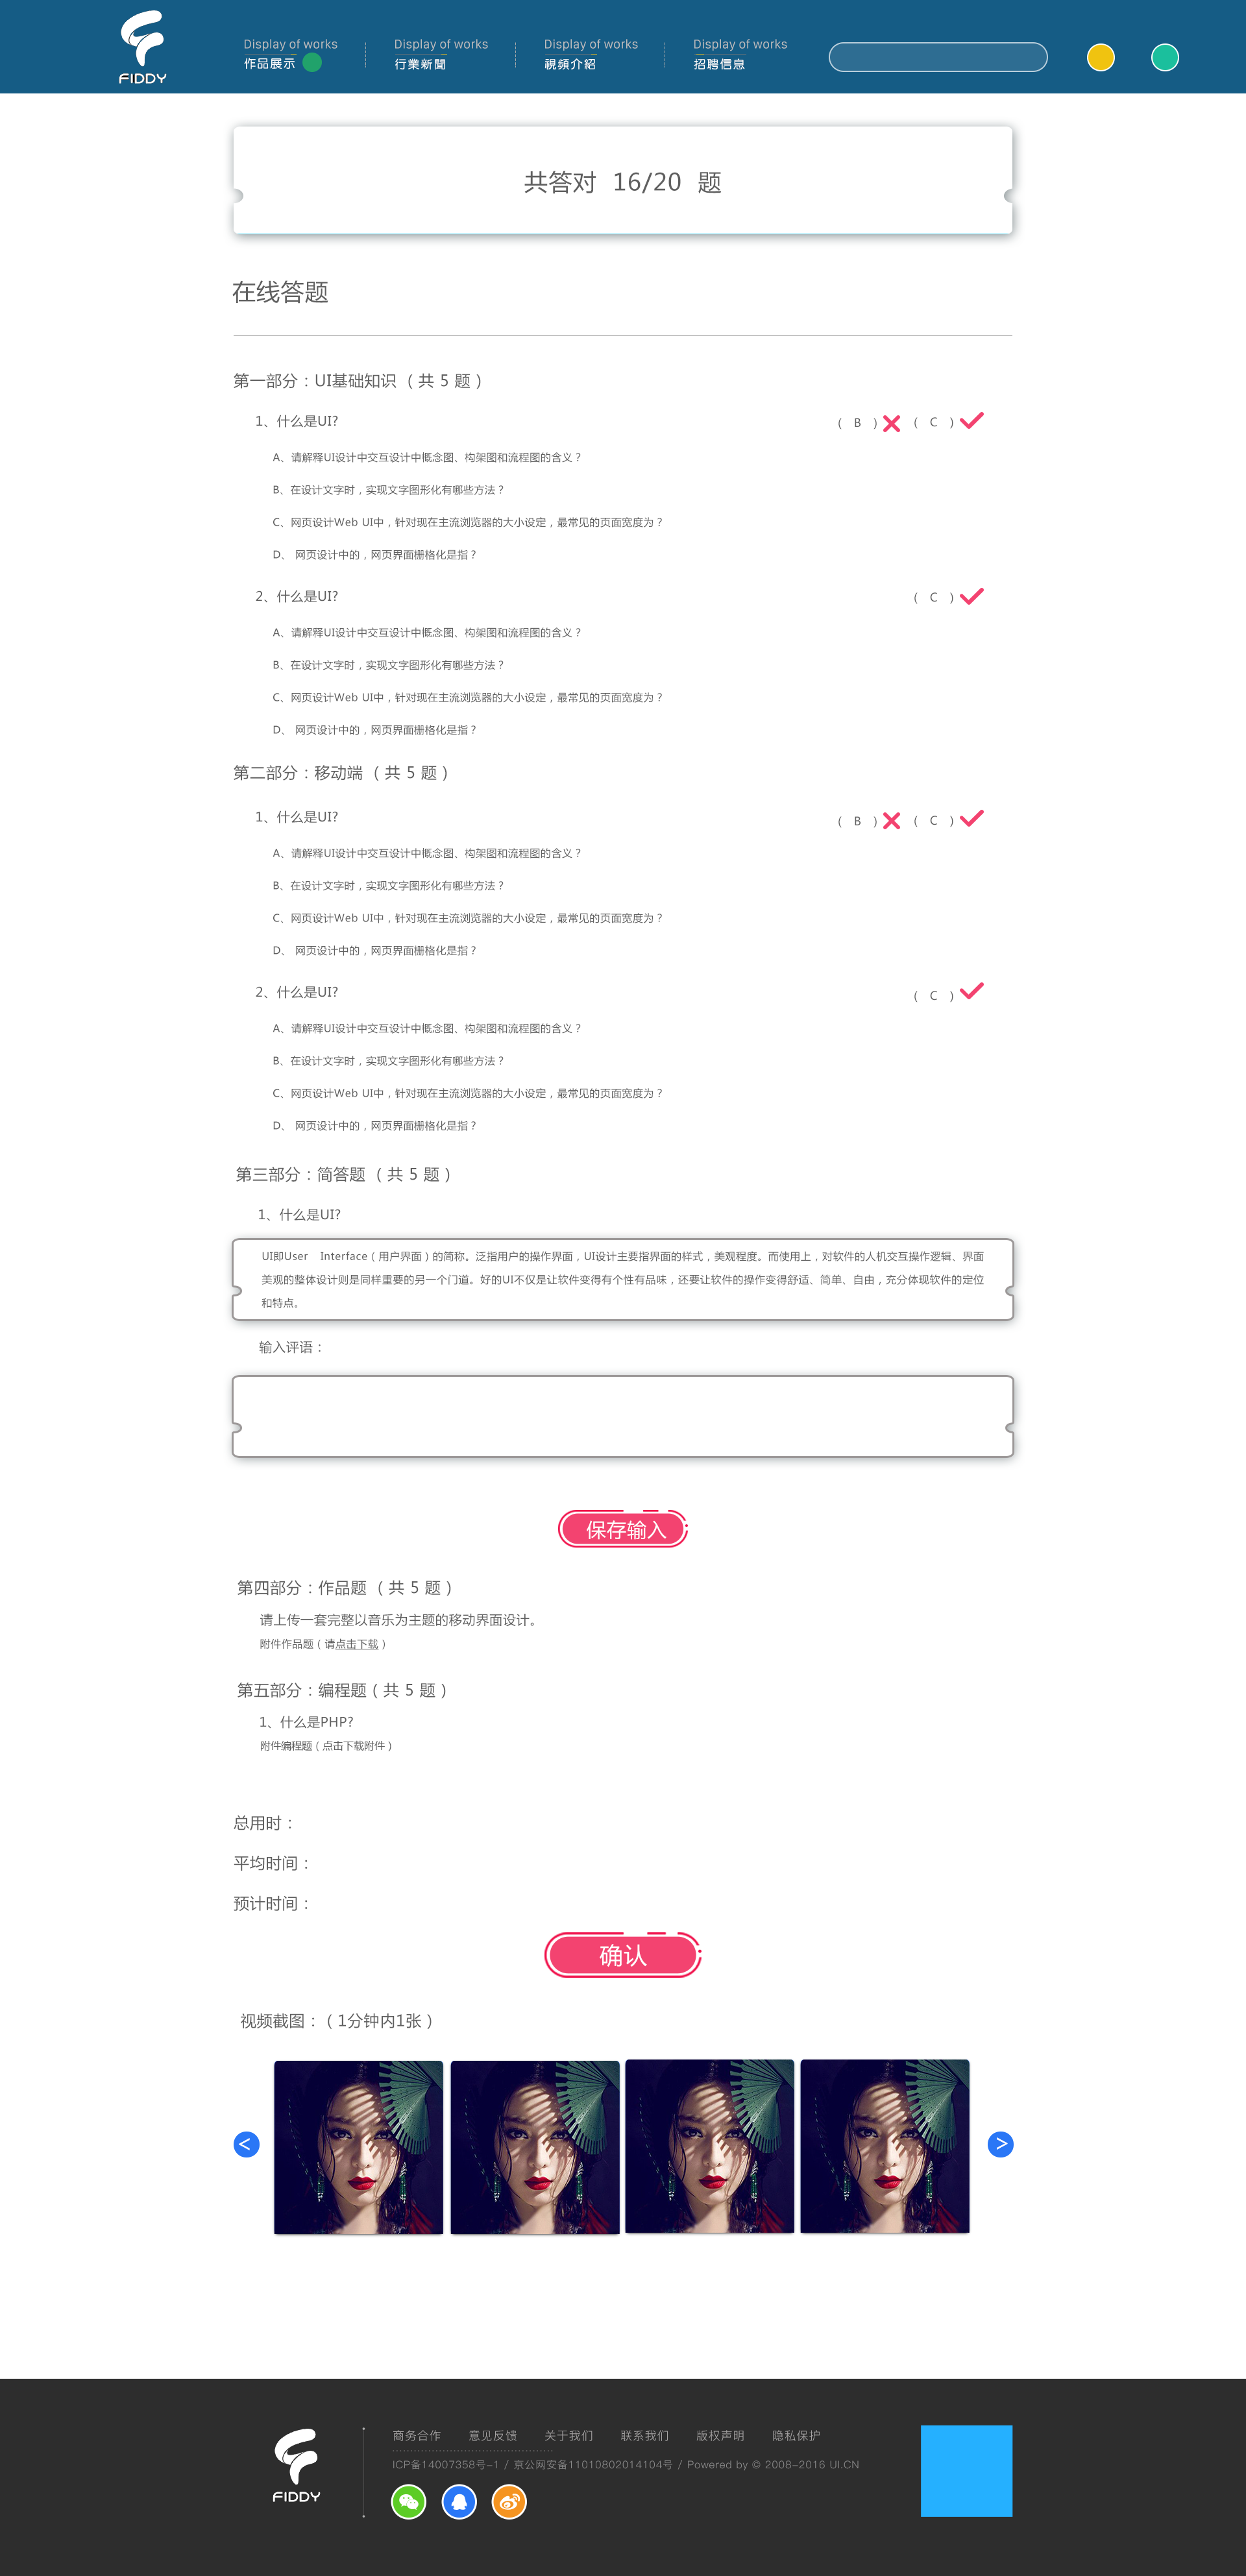 FIDDY
Display of works Display of works Display of works Display of works
作品展示 行業新聞 視頻介紹 招聘信息
共答对 16/20 题
在线答题
第一部分：UI基础知识（共 5 题）
1、什么是UI? （ B ） （ C ）
A、请解释UI设计中交互设计中概念图、构架图和流程图的含义？
B、在设计文字时，实现文字图形化有哪些方法？
C、网页设计Web UI中，针对现在主流浏览器的大小设定，最常见的页面宽度为？
D、 网页设计中的，网页界面栅格化是指？
2、什么是UI? （ C ）
A、请解释UI设计中交互设计中概念图、构架图和流程图的含义？
B、在设计文字时，实现文字图形化有哪些方法？
C、网页设计Web UI中，针对现在主流浏览器的大小设定，最常见的页面宽度为？
D、 网页设计中的，网页界面栅格化是指？
第二部分：移动端 （共 5 题）
1、什么是UI? （ B ） （ C ）
A、请解释UI设计中交互设计中概念图、构架图和流程图的含义？
B、在设计文字时，实现文字图形化有哪些方法？
C、网页设计Web UI中，针对现在主流浏览器的大小设定，最常见的页面宽度为？
D、 网页设计中的，网页界面栅格化是指？
2、什么是UI? （ C ）
A、请解释UI设计中交互设计中概念图、构架图和流程图的含义？
B、在设计文字时，实现文字图形化有哪些方法？
C、网页设计Web UI中，针对现在主流浏览器的大小设定，最常见的页面宽度为？
D、 网页设计中的，网页界面栅格化是指？
第三部分：简答题 （共 5 题）
1、什么是UI?
UI即User Interface（用户界面）的简称。泛指用户的操作界面，UI设计主要指界面的样式，美观程度。而使用上，对软件的人机交互操作逻辑、界面
美观的整体设计则是同样重要的另一个门道。好的UI不仅是让软件变得有个性有品味，还要让软件的操作变得舒适、简单、自由，充分体现软件的定位
和特点。
输入评语：
保存输入
第四部分：作品题 （共 5 题）
请上传一套完整以音乐为主题的移动界面设计。
附件作品题（请点击下载）
第五部分：编程题（共 5 题）
1、什么是PHP?
附件编程题（点击下载附件）
总用时：
平均时间：
预计时间：
确认
视频截图：（1分钟内1张）
< >
FIDDY
商务合作 意见反馈 关于我们 联系我们 版权声明 隐私保护
ICP备14007358号-1 / 京公网安备11010802014104号 / Powered by © 2008-2016 UI.CN